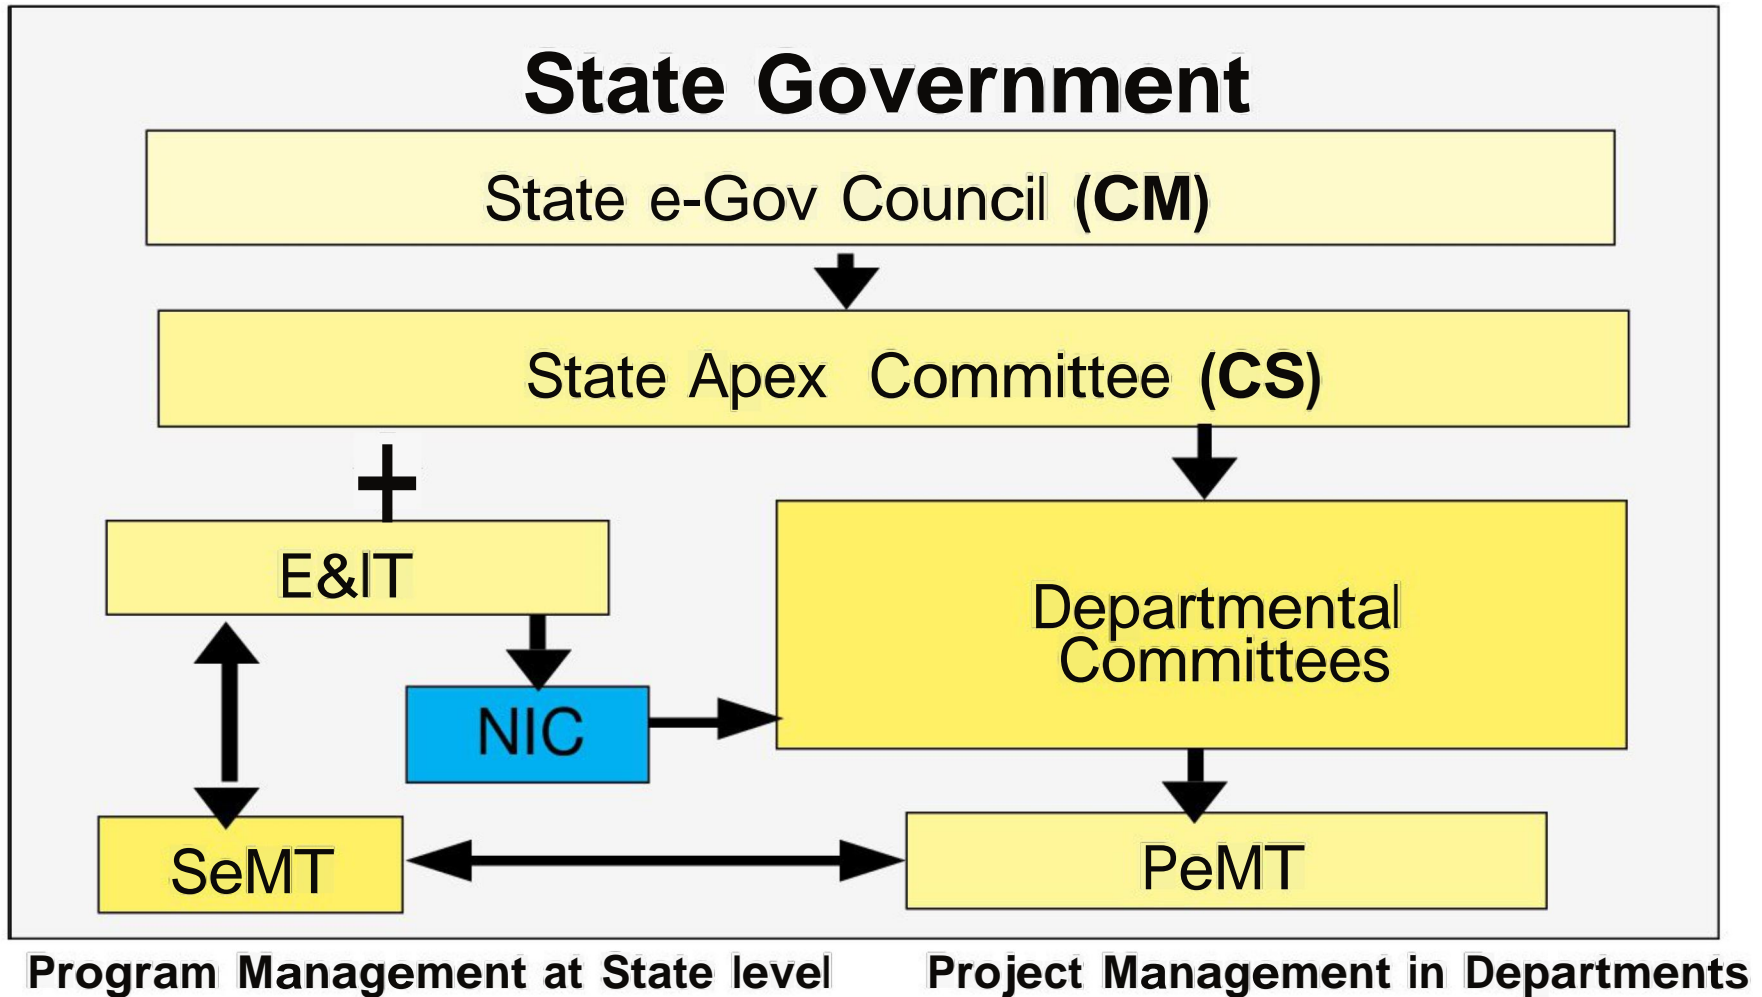 State Government
State e-Gov Council (CM)
State Apex Committee (CS)
E&IT
Departmental
Committees
NIC
SeMT
PeMT
Program Management at State level
Project Management in Departments